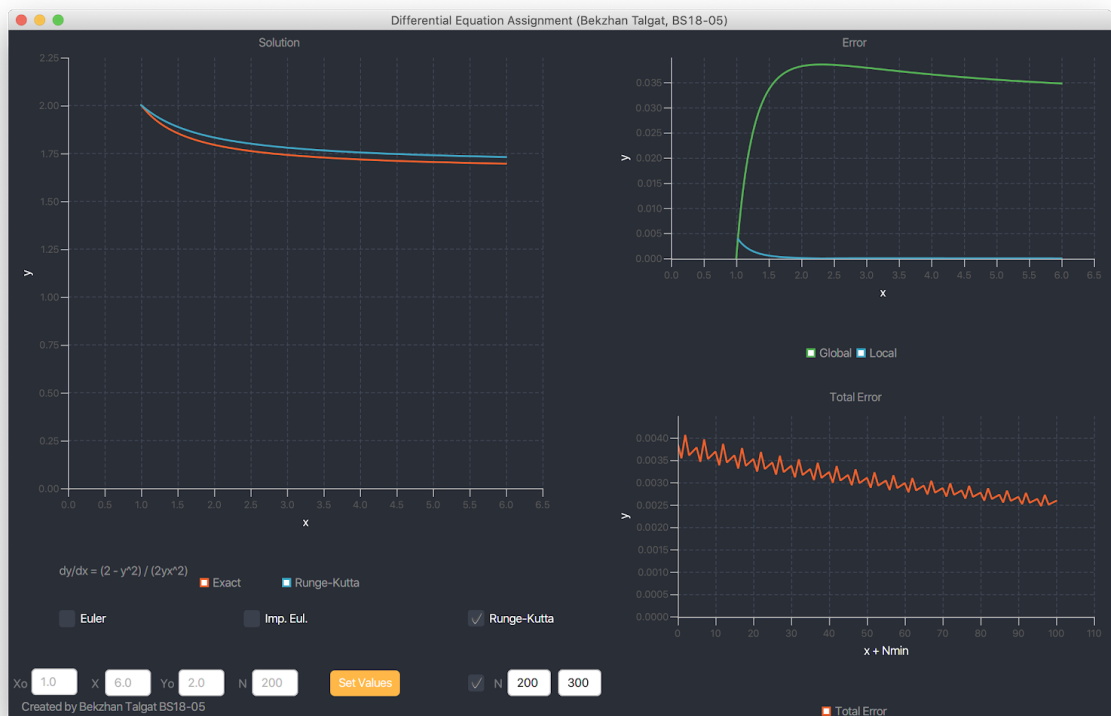 Differential Equation Assignment (Bekzhan Talgat, BS18-05)
Solution
2.25
2.00
1.75
1.50
1.25
1.00
0.75
0.50
0.25
0.00
y
0.0 0.5 1.0 1.5 2.0 2.5 3.0 3.5 4.0 4.5 5.0 5.5 6.0 6.5
x
dy/dx = (2 - y^2) / (2yx^2)
Exact Runge-Kutta
Euler Imp. Eul. Runge-Kutta
Xo 1.0 X 6.0 Yo 2.0 N 200 Set Values N 200 300
Created by Bekzhan Talgat BS18-05
Error
0.035
0.030
0.025
0.020
0.015
0.010
0.005
0.000
y
0.0 0.5 1.0 1.5 2.0 2.5 3.0 3.5 4.0 4.5 5.0 5.5 6.0 6.5
x
Global Local
Total Error
0.0040
0.0035
0.0030
0.0025
0.0020
0.0015
0.0010
0.0005
0.0000
y
0 10 20 30 40 50 60 70 80 90 100 110
x + Nmin
Total Error